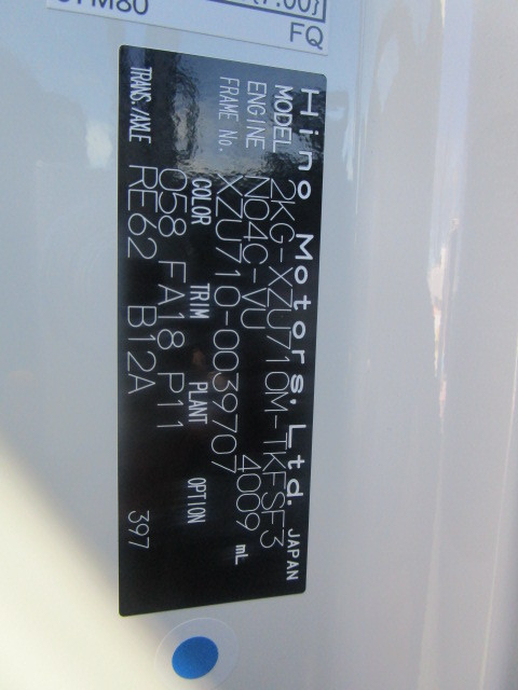 FQ
Hino Motors, Ltd. JAPAN
MODEL 2KG-XZU710M-TKFSF3
ENGINE N04C-VU 4009 mL
FRAME No. XZU710-0039707
COLOR TRIM PLANT OPTION
058 FA18 P11
TRANS./AXLE RE62 B12A 397